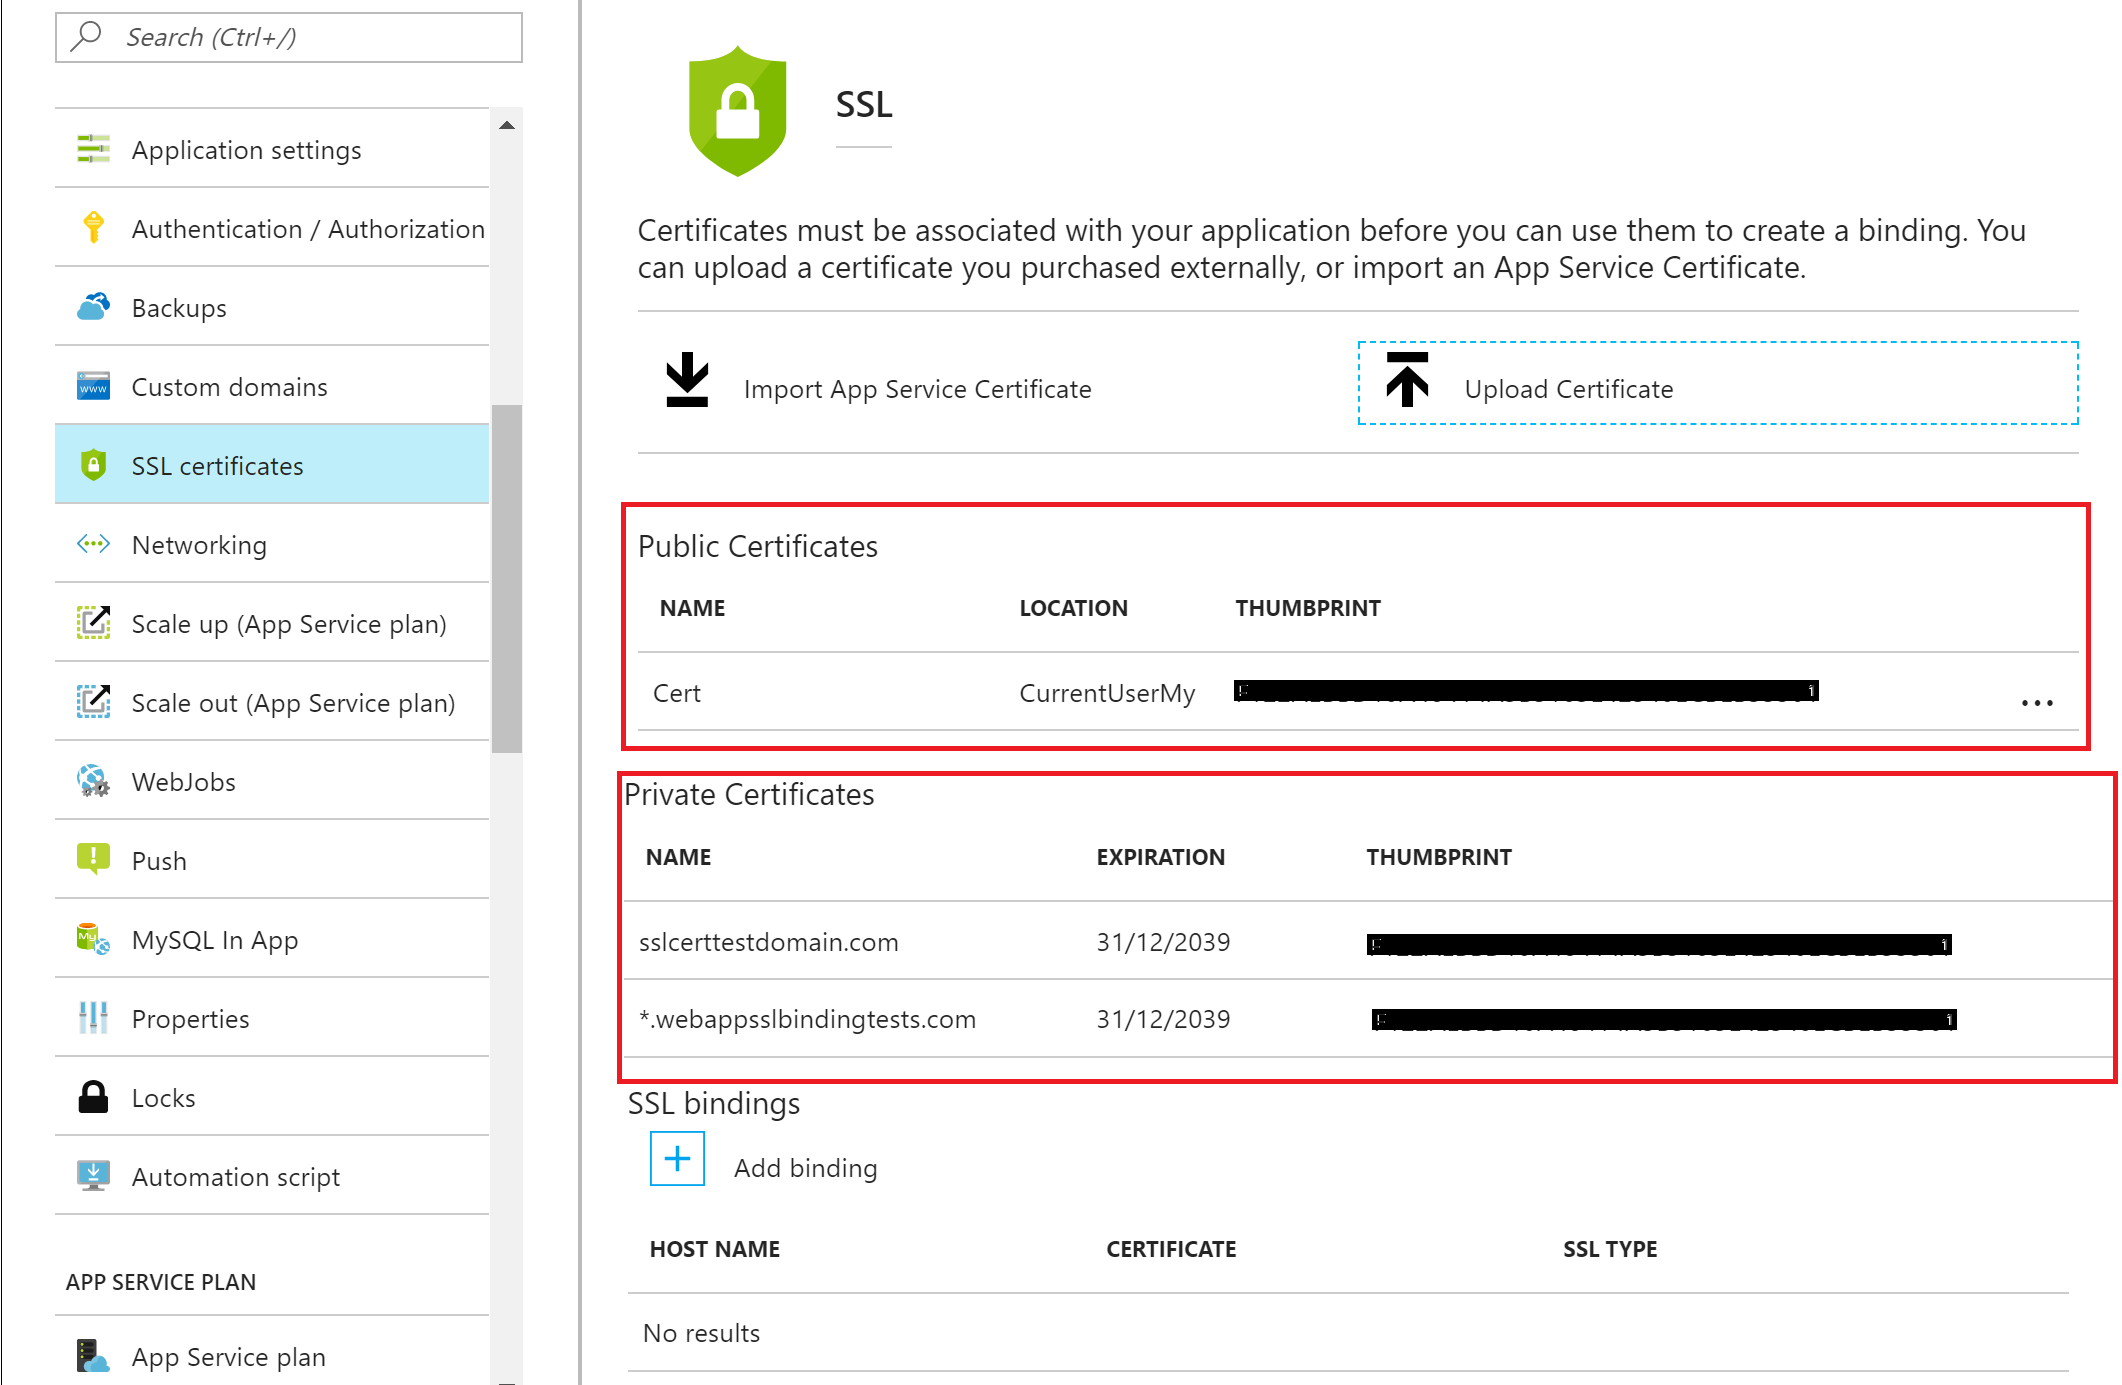 Search (Ctrl+/)
Application settings
Authentication / Authorization
Backups
www
Custom domains
SSL certificates
Networking
Scale up (App Service plan)
Scale out (App Service plan)
WebJobs
Push
My
MySQL In App
Properties
Locks
Automation script
APP SERVICE PLAN
App Service plan
SSL
Certificates must be associated with your application before you can use them to create a binding. You
can upload a certificate you purchased externally, or import an App Service Certificate.
Import App Service Certificate
Upload Certificate
Public Certificates
NAME LOCATION THUMBPRINT
Cert CurrentUserMy
...
Private Certificates
NAME EXPIRATION THUMBPRINT
sslcerttestdomain.com 31/12/2039
*.webappsslbindingtests.com 31/12/2039
SSL bindings
Add binding
HOST NAME CERTIFICATE SSL TYPE
No results